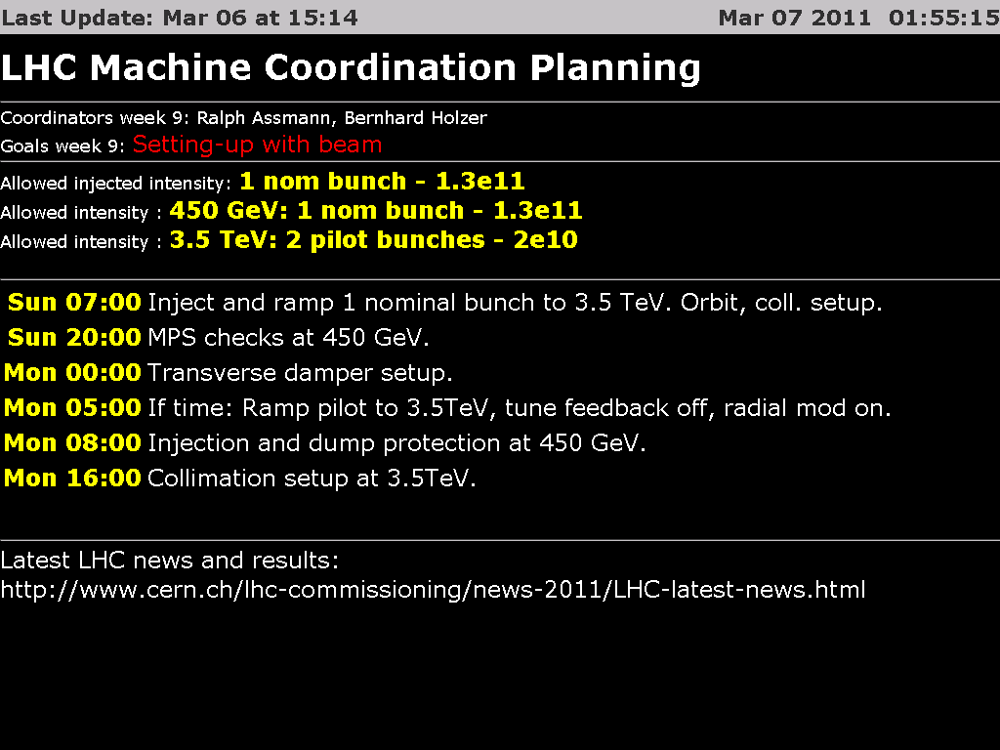 Last Update: Mar 06 at 15:14 Mar 07 2011 01:55:15
LHC Machine Coordination Planning
Coordinators week 9: Ralph Assmann, Bernhard Holzer
Goals week 9: Setting-up with beam
Allowed injected intensity: 1 nom bunch - 1.3e11
Allowed intensity : 450 GeV: 1 nom bunch - 1.3e11
Allowed intensity : 3.5 TeV: 2 pilot bunches - 2e10
Sun 07:00 Inject and ramp 1 nominal bunch to 3.5 TeV. Orbit, coll. setup.
Sun 20:00 MPS checks at 450 GeV.
Mon 00:00 Transverse damper setup.
Mon 05:00 If time: Ramp pilot to 3.5TeV, tune feedback off, radial mod on.
Mon 08:00 Injection and dump protection at 450 GeV.
Mon 16:00 Collimation setup at 3.5TeV.
Latest LHC news and results:
http://www.cern.ch/lhc-commissioning/news-2011/LHC-latest-news.html